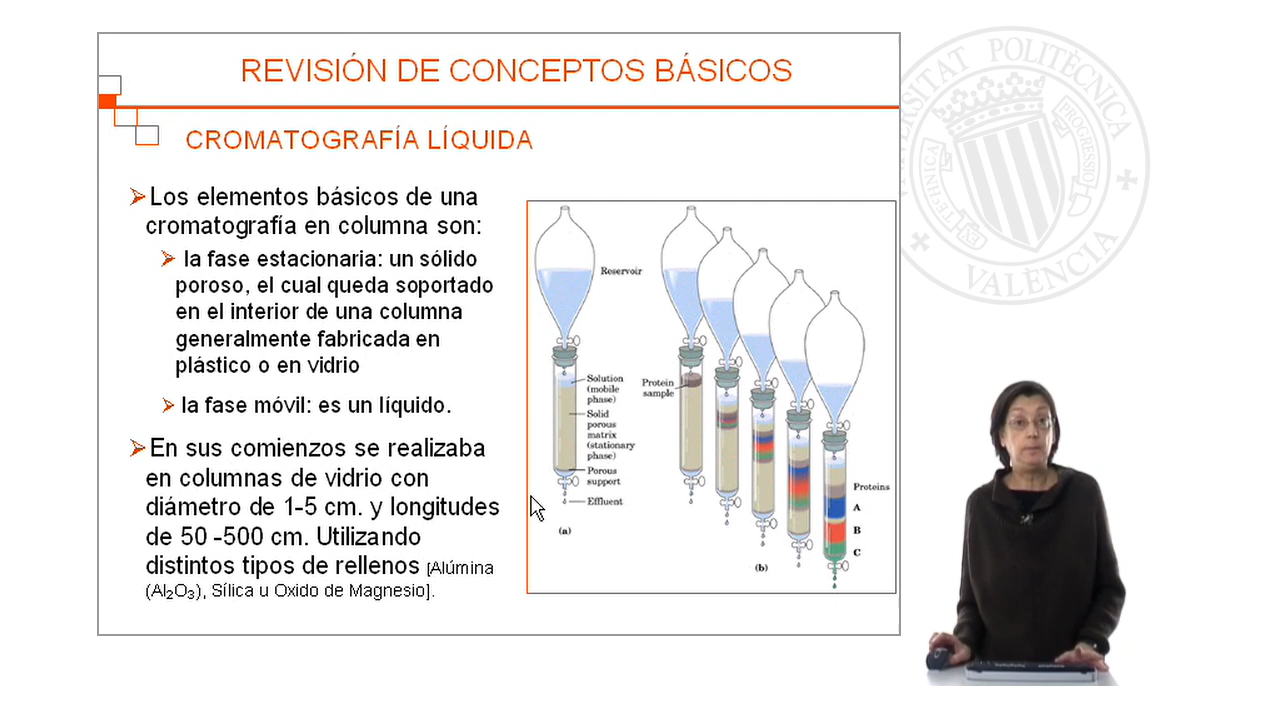 REVISIÓN DE CONCEPTOS BÁSICOS
CROMATOGRAFÍA LÍQUIDA
Los elementos básicos de una
cromatografía en columna son:
la fase estacionaria: un sólido
poroso, el cual queda soportado
en el interior de una columna
generalmente fabricada en
plástico o en vidrio
la fase móvil: es un líquido.
En sus comienzos se realizaba
en columnas de vidrio con
diámetro de 1-5 cm. y longitudes
de 50 -500 cm. Utilizando
distintos tipos de rellenos [Alúmina
(Al₂O₃), Sílica u Oxido de Magnesio].
Reservoir
Solution
(mobile
phase)
Solid
porous
matrix
(stationary
phase)
Porous
support
Effluent
(a)
Protein
sample
Proteins
A
B
C
(b)
POLITÈCNICA
VALÈNCIA